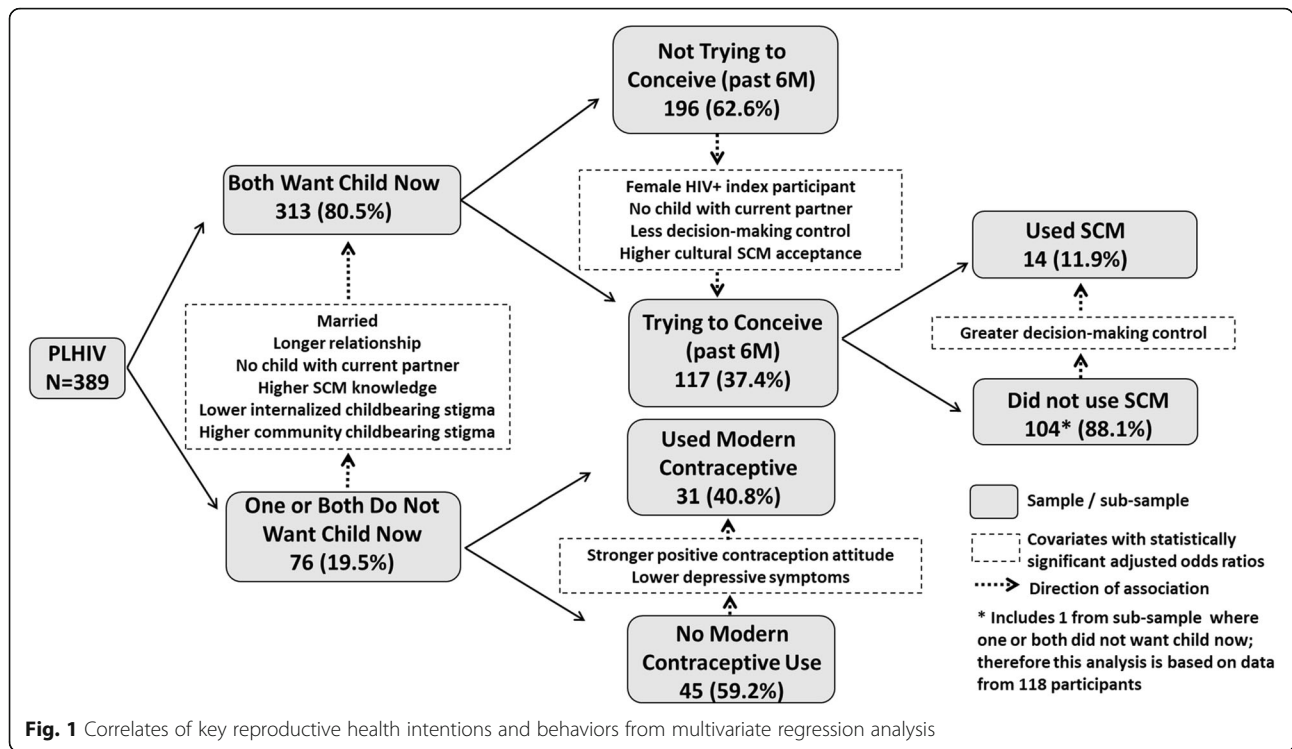 PLHIV
N=389
Both Want Child Now
313 (80.5%)
Married
Longer relationship
No child with current partner
Higher SCM knowledge
Lower internalized childbearing stigma
Higher community childbearing stigma
One or Both Do Not
Want Child Now
76 (19.5%)
Not Trying to
Conceive (past 6M)
196 (62.6%)
Female HIV+ index participant
No child with current partner
Less decision-making control
Higher cultural SCM acceptance
Trying to Conceive
(past 6M)
117 (37.4%)
Used Modern
Contraceptive
31 (40.8%)
Stronger positive contraception attitude
Lower depressive symptoms
No Modern
Contraceptive Use
45 (59.2%)
Used SCM
14 (11.9%)
Greater decision-making control
Did not use SCM
104* (88.1%)
Sample / sub-sample
Covariates with statistically
significant adjusted odds ratios
Direction of association
* Includes 1 from sub-sample where
one or both did not want child now;
therefore this analysis is based on data
from 118 participants
Fig. 1 Correlates of key reproductive health intentions and behaviors from multivariate regression analysis